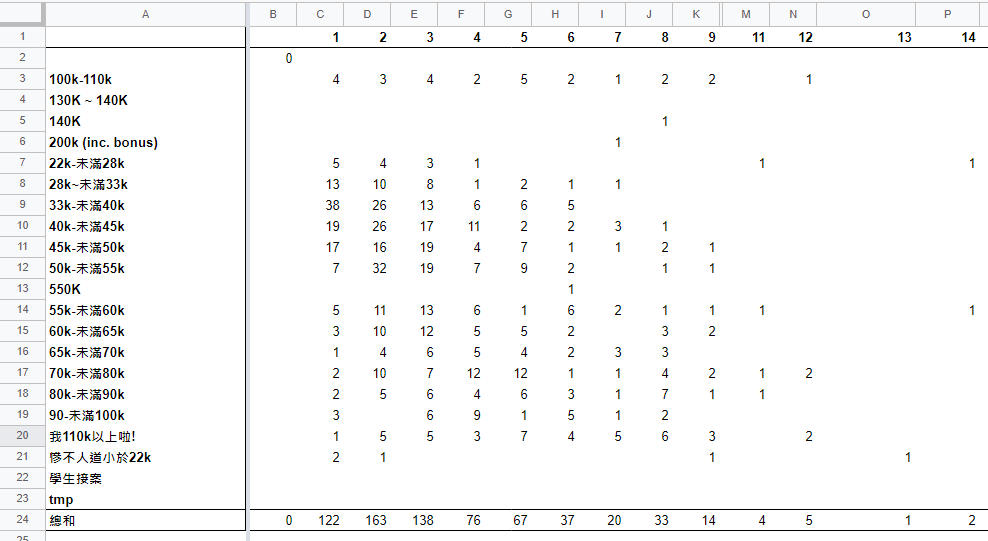 A B C D E F G H I J K M N O P
1 1 2 3 4 5 6 7 8 9 11 12 13 14
2 0
3 100k-110k 4 3 4 2 5 2 1 2 2 1
4 130K ~ 140K
5 140K 1
6 200k (inc. bonus) 1
7 22k-未滿28k 5 4 3 1 1 1
8 28k~未滿33k 13 10 8 1 2 1 1
9 33k-未滿40k 38 26 13 6 6 5
10 40k-未滿45k 19 26 17 11 2 2 3 1
11 45k-未滿50k 17 16 19 4 7 1 1 2 1
12 50k-未滿55k 7 32 19 7 9 2 1 1
13 550K 1
14 55k-未滿60k 5 11 13 6 1 6 2 1 1 1 1
15 60k-未滿65k 3 10 12 5 5 2 3 2
16 65k-未滿70k 1 4 6 5 4 2 3 3
17 70k-未滿80k 2 10 7 12 12 1 1 4 2 1 2
18 80k-未滿90k 2 5 6 4 6 3 1 7 1 1
19 90-未滿100k 3 6 9 1 5 1 2
20 我110k以上啦! 1 5 5 3 7 4 5 6 3 2
21 慘不人道小於22k 2 1 1 1
22 學生接案
23 tmp
24 總和 0 122 163 138 76 67 37 20 33 14 4 5 1 2
25